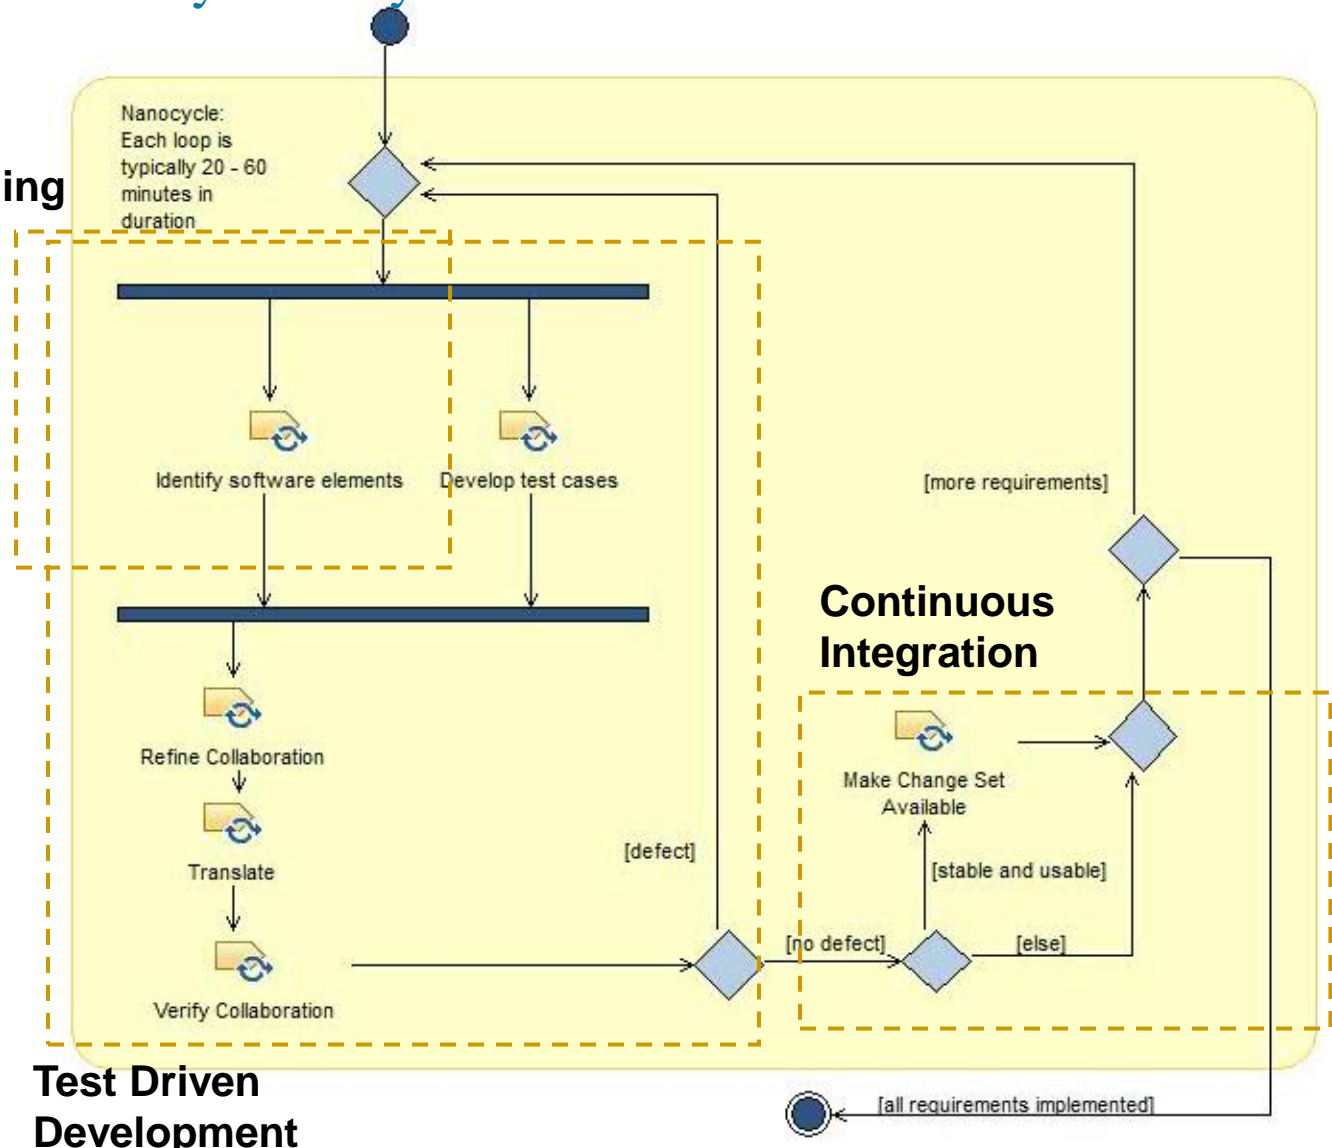 Nanocycle:
Each loop is
typically 20 - 60
minutes in
duration
ing
Identify software elements
Develop test cases
[more requirements]
Continuous
Integration
Refine Collaboration
Make Change Set
Available
Translate
[defect]
[stable and usable]
[no defect]
[else]
Verify Collaboration
Test Driven
Development
[all requirements implemented]